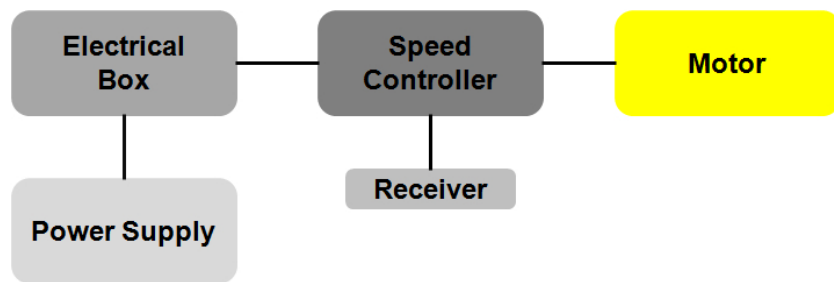 Electrical
Box
Speed
Controller
Motor
Receiver
Power Supply